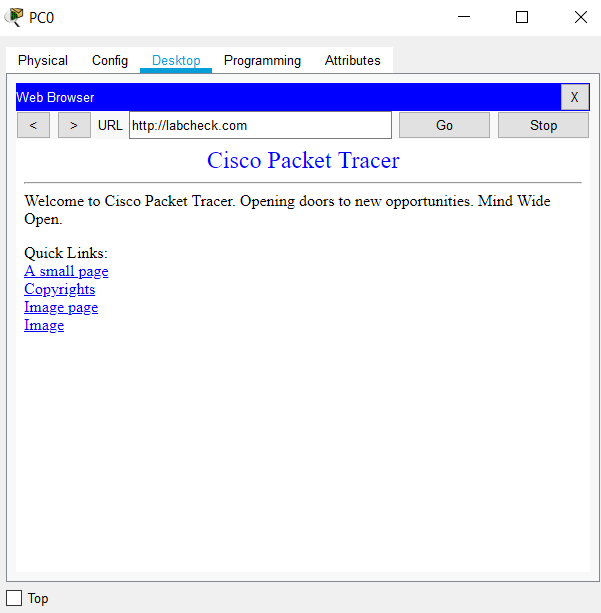 PC0
Physical Config Desktop Programming Attributes
Web Browser X
< > URL http://labcheck.com Go Stop
Cisco Packet Tracer
Welcome to Cisco Packet Tracer. Opening doors to new opportunities. Mind Wide
Open.
Quick Links:
A small page
Copyrights
Image page
Image
Top